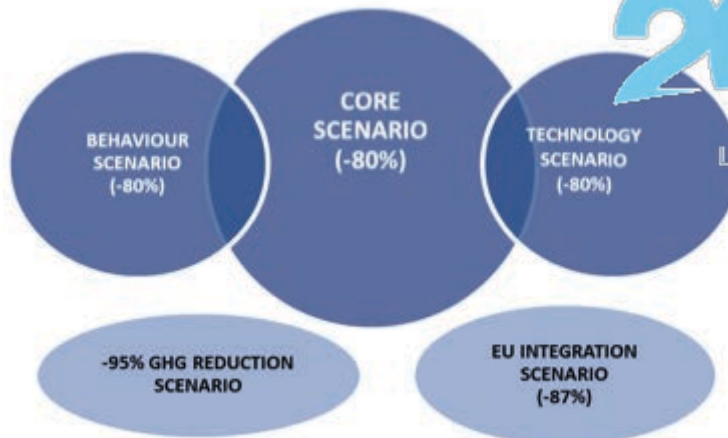 CORE
SCENARIO
(-80%)
BEHAVIOUR
SCENARIO
(-80%)
TECHNOLOGY
SCENARIO
(-80%)
-95% GHG REDUCTION
SCENARIO
EU INTEGRATION
SCENARIO
(-87%)